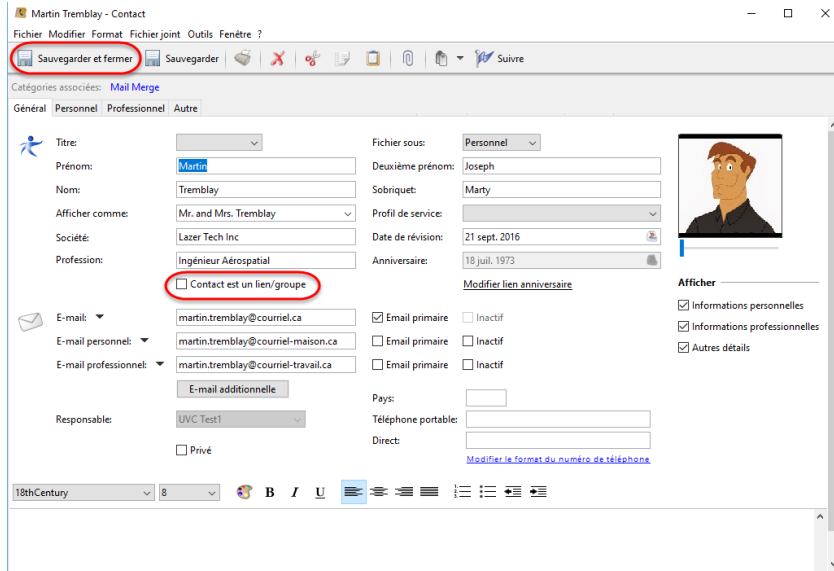 Martin Tremblay - Contact
Fichier Modifier Format Fichier joint Outils Fenêtre ?
Sauvegarder et fermer Sauvegarder Suivre
Catégories associées: Mail Merge
Général Personnel Professionnel Autre
Titre: Fichier sous: Personnel
Prénom: Martin Deuxième prénom: Joseph
Nom: Tremblay Sobriquet: Marty
Afficher comme: Mr. and Mrs. Tremblay Profil de service:
Société: Lazer Tech Inc Date de révision: 21 sept. 2016
Profession: Ingénieur Aérospatial Anniversaire: 18 juil. 1973
Contact est un lien/groupe Modifier lien anniversaire Afficher
Informations personnelles
E-mail: martin.tremblay@courriel.ca Email primaire Inactif
Informations professionnelles
E-mail personnel: martin.tremblay@courriel-maison.ca Email primaire Inactif
Autres détails
E-mail professionnel: martin.tremblay@courriel-travail.ca Email primaire Inactif
E-mail additionnelle
Pays:
Responsable: UVC Test1 Téléphone portable:
Direct:
Privé
Modifier le format du numéro de téléphone
18thCentury 8 B I U